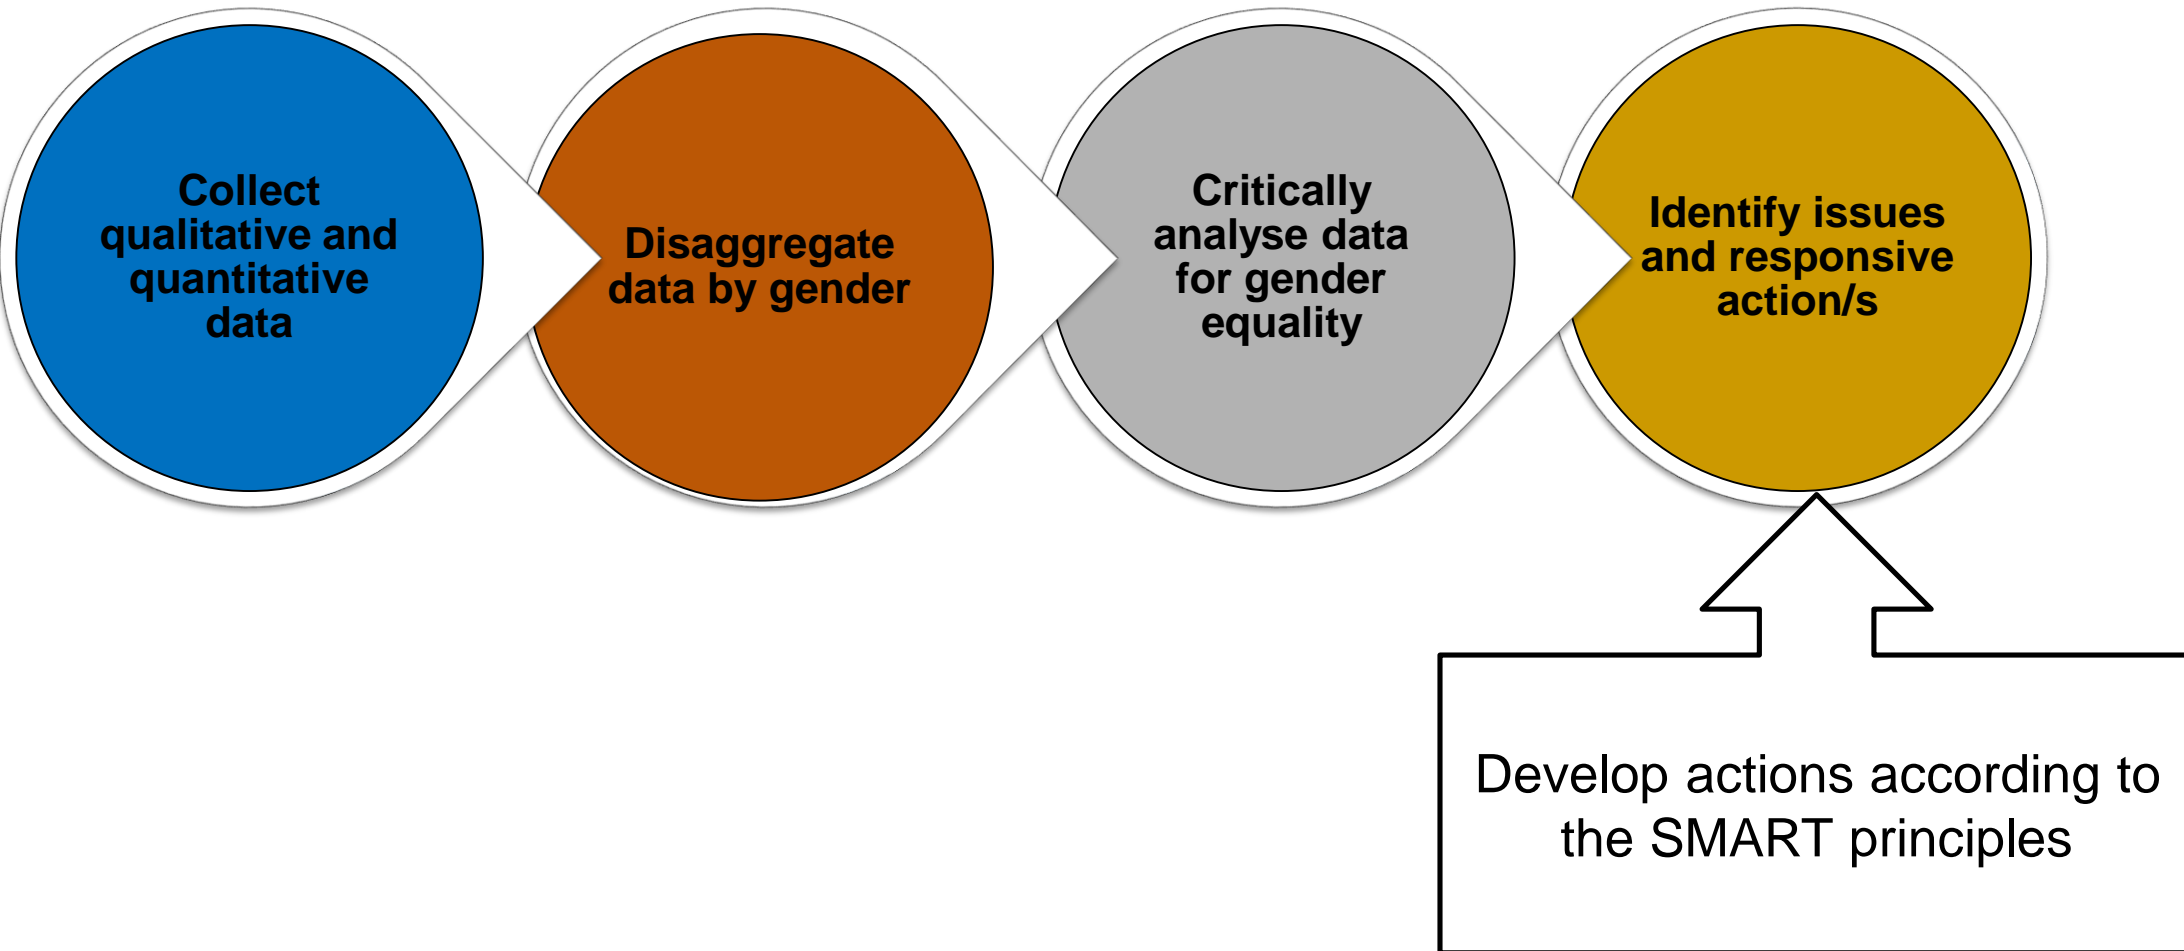 Collect
qualitative and
quantitative
data
Disaggregate
data by gender
Critically
analyse data
for gender
equality
Identify issues
and responsive
action/s
Develop actions according to
the SMART principles